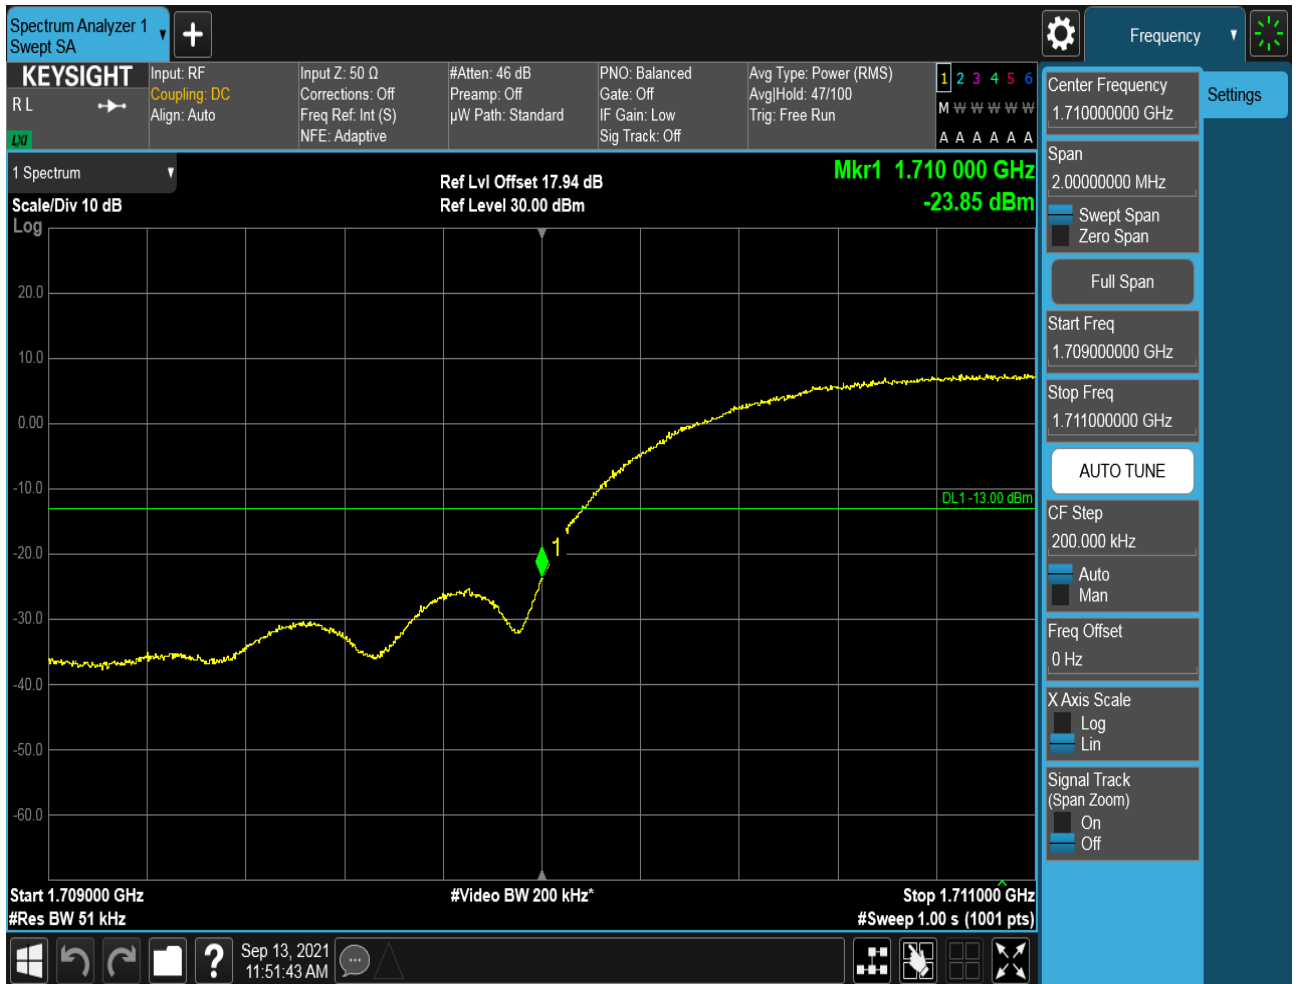 Spectrum Analyzer 1
Swept SA
Frequency
KEYSIGHT
R L
LXI
Input: RF
Coupling: DC
Align: Auto
Input Z: 50 Ω
Corrections: Off
Freq Ref: Int (S)
NFE: Adaptive
#Atten: 46 dB
Preamp: Off
µW Path: Standard
PNO: Balanced
Gate: Off
IF Gain: Low
Sig Track: Off
Avg Type: Power (RMS)
Avg|Hold: 47/100
Trig: Free Run
1 2 3 4 5 6
M W W W W W
A A A A A A
1 Spectrum
Scale/Div 10 dB
Log
Ref Lvl Offset 17.94 dB
Ref Level 30.00 dBm
Mkr1 1.710 000 GHz
-23.85 dBm
20.0
10.0
0.00
-10.0
-20.0
-30.0
-40.0
-50.0
-60.0
DL1 -13.00 dBm
1
Start 1.709000 GHz
#Res BW 51 kHz
#Video BW 200 kHz*
Stop 1.711000 GHz
#Sweep 1.00 s (1001 pts)
Sep 13, 2021
11:51:43 AM
Center Frequency
1.710000000 GHz
Settings
Span
2.00000000 MHz
Swept Span
Zero Span
Full Span
Start Freq
1.709000000 GHz
Stop Freq
1.711000000 GHz
AUTO TUNE
CF Step
200.000 kHz
Auto
Man
Freq Offset
0 Hz
X Axis Scale
Log
Lin
Signal Track
(Span Zoom)
On
Off